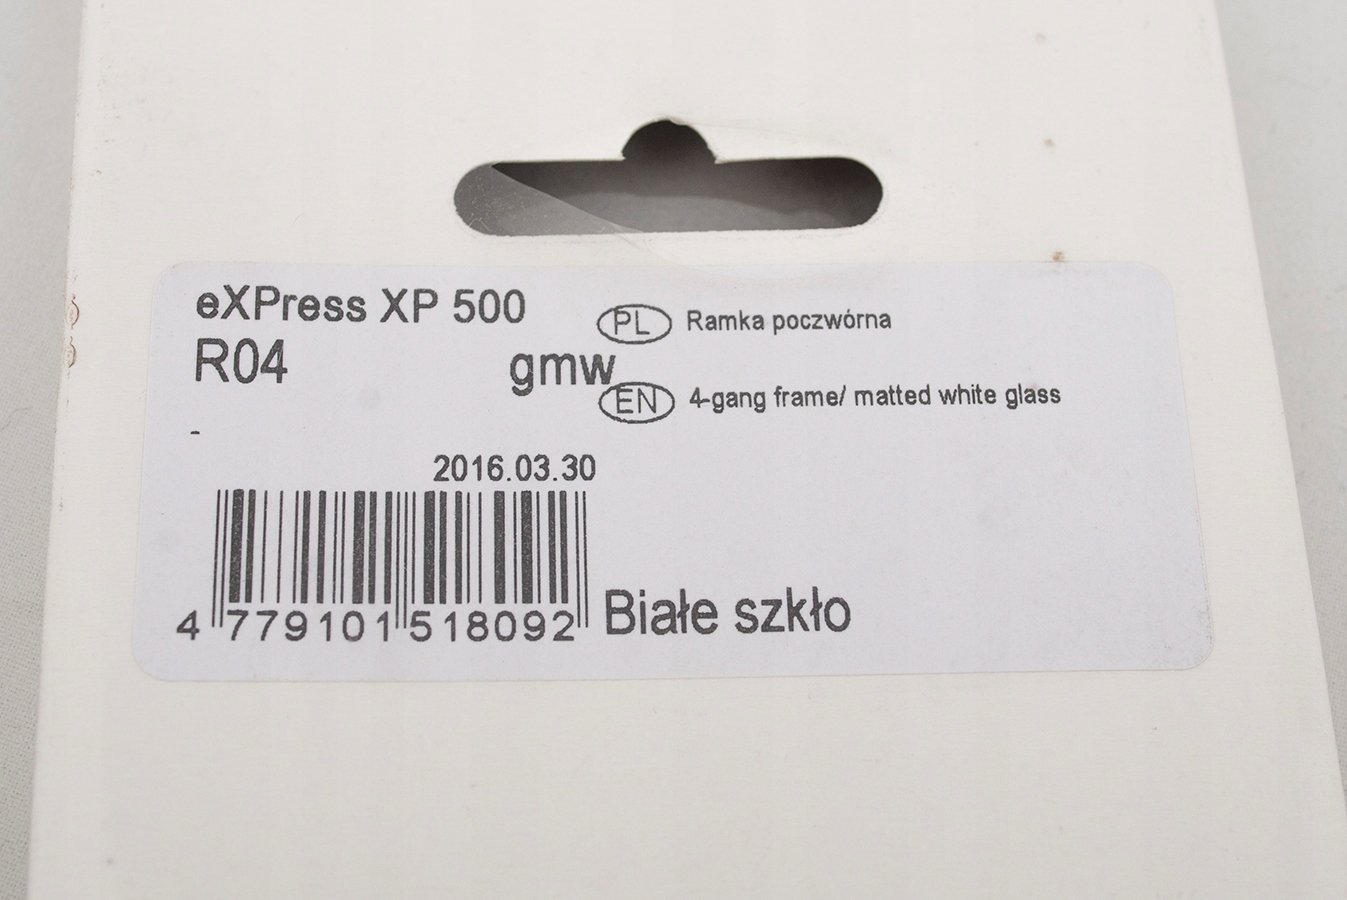 eXPress XP 500
R04 gmw
-
2016.03.30
4 779101 518092
PL Ramka poczwórna
EN 4-gang frame/ matted white glass
Białe szkło